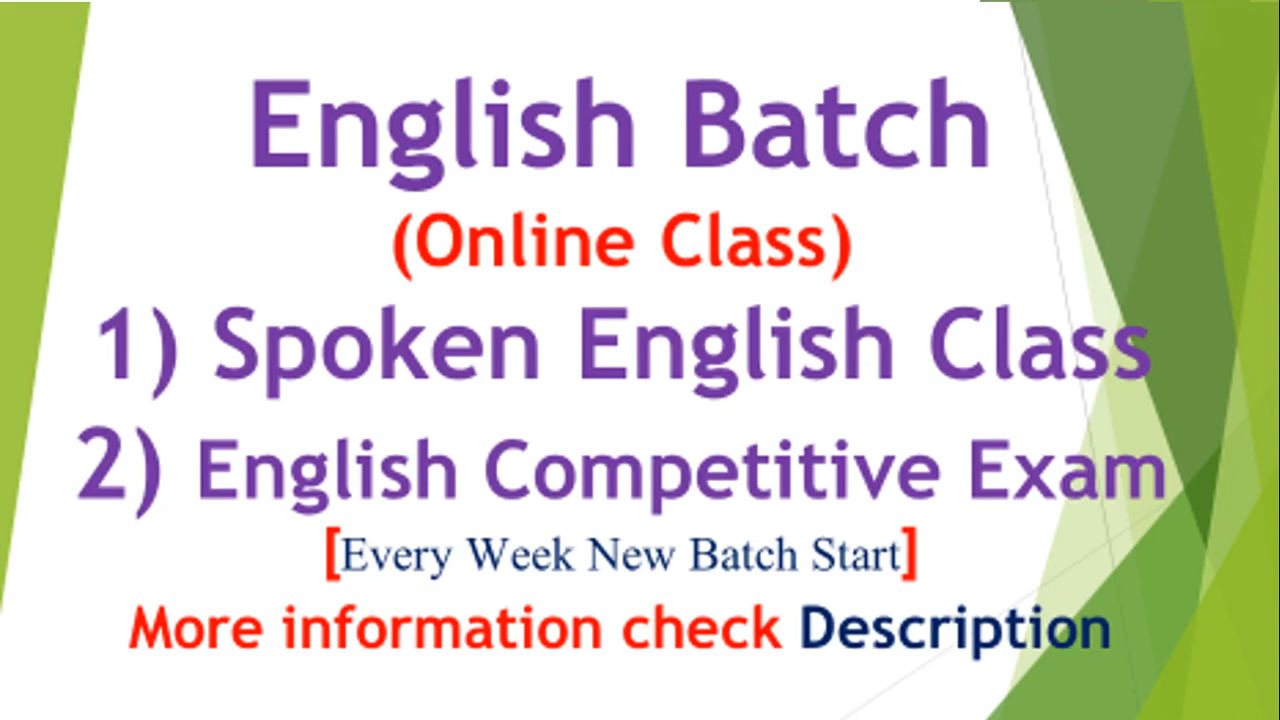 English Batch
(Online Class)
1) Spoken English Class
2) English Competitive Exam
[Every Week New Batch Start]
More information check Description